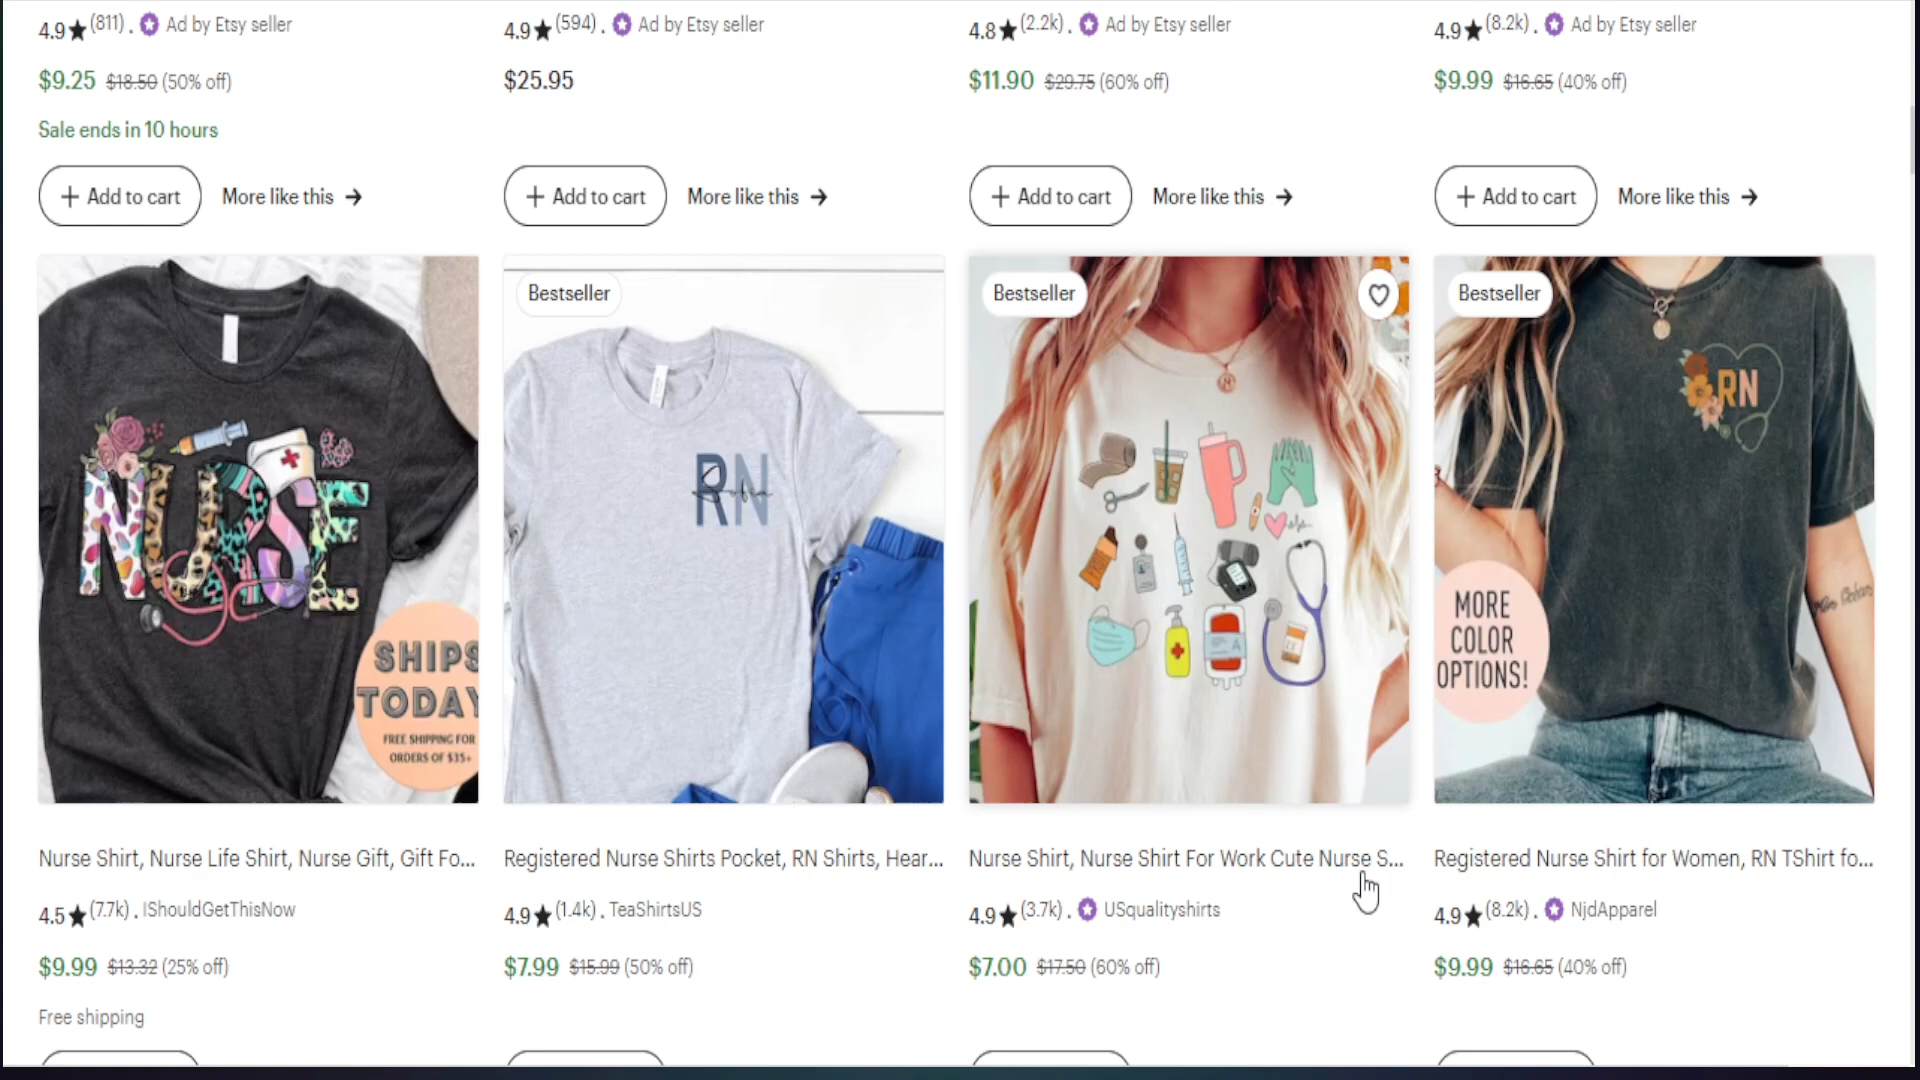 4.9★(811). Ad by Etsy seller
4.9★(594). Ad by Etsy seller
4.8★(2.2k). Ad by Etsy seller
4.9★(8.2k). Ad by Etsy seller
$9.25 $18.50 (50% off)
$25.95
$11.90 $29.75 (60% off)
$9.99 $16.65 (40% off)
Sale ends in 10 hours
+ Add to cart More like this →
+ Add to cart More like this →
+ Add to cart More like this →
+ Add to cart More like this →
NURSE
SHIPS
TODAY
FREE SHIPPING FOR
ORDERS OF $35+
Bestseller
RN
Bestseller
A
Bestseller
RN
MORE
COLOR
OPTIONS!
Nurse Shirt, Nurse Life Shirt, Nurse Gift, Gift Fo...
Registered Nurse Shirts Pocket, RN Shirts, Hear...
Nurse Shirt, Nurse Shirt For Work Cute Nurse S...
Registered Nurse Shirt for Women, RN TShirt fo...
4.5★(7.7k). IShouldGetThisNow
4.9★(1.4k). TeaShirtsUS
4.9★(3.7k). USqualityshirts
4.9★(8.2k). NjdApparel
$9.99 $13.32 (25% off)
$7.99 $15.99 (50% off)
$7.00 $17.50 (60% off)
$9.99 $16.65 (40% off)
Free shipping